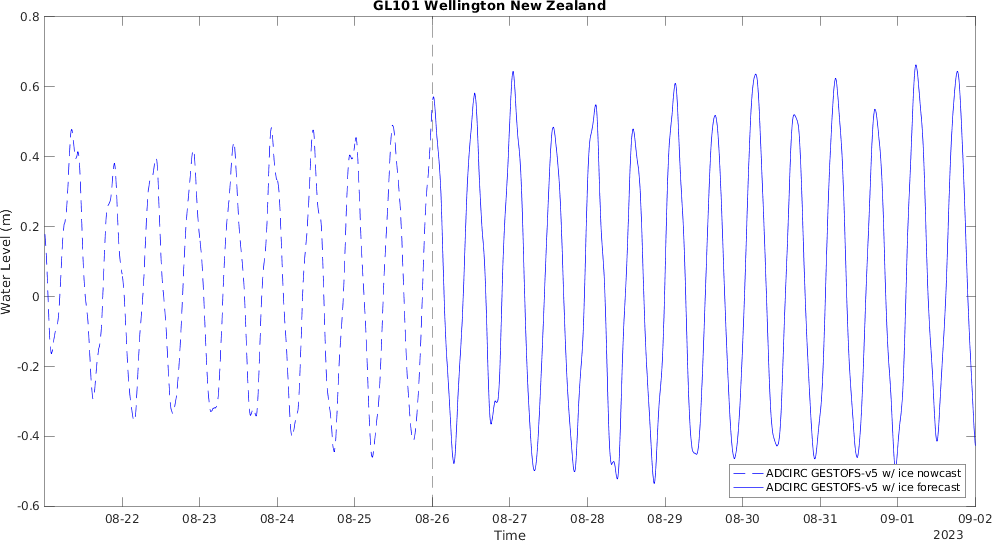 GL101 Wellington New Zealand
0.8
0.6
0.4
0.2
0
-0.2
-0.4
-0.6
Water Level (m)
ADCIRC GESTOFS-v5 w/ ice nowcast
ADCIRC GESTOFS-v5 w/ ice forecast
08-22 08-23 08-24 08-25 08-26 08-27 08-28 08-29 08-30 08-31 09-01 09-02
Time
2023